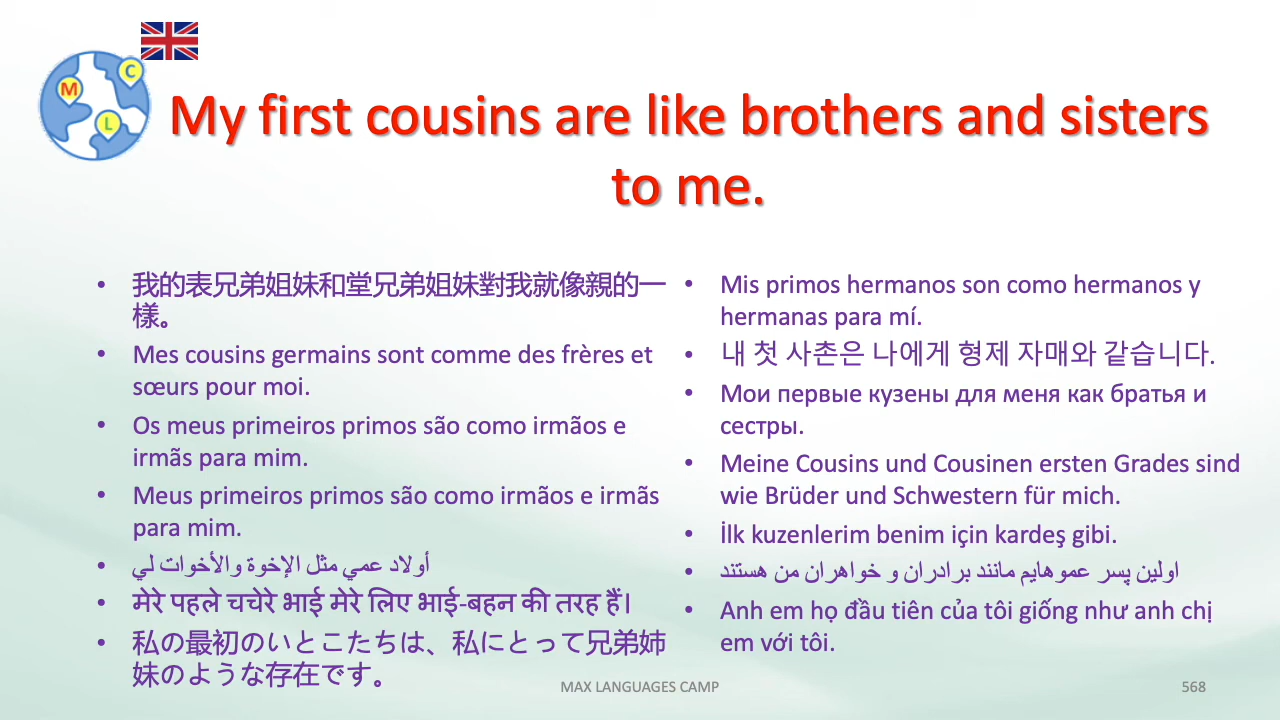 M
C
L
My first cousins are like brothers and sisters
to me.
• 我的表兄弟姐妹和堂兄弟姐妹對我就像親的一
樣。
• Mes cousins germains sont comme des frères et
sœurs pour moi.
• Os meus primeiros primos são como irmãos e
irmãs para mim.
• Meus primeiros primos são como irmãos e irmãs
para mim.
• أولاد عمي مثل الإخوة والأخوات لي
• मेरे पहले चचेरे भाई मेरे लिए भाई-बहन की तरह हैं।
• 私の最初のいとこたちは、私にとって兄弟姉
妹のような存在です。
• Mis primos hermanos son como hermanos y
hermanas para mí.
• 내 첫 사촌은 나에게 형제 자매와 같습니다.
• Мои первые кузены для меня как братья и
сестры.
• Meine Cousins und Cousinen ersten Grades sind
wie Brüder und Schwestern für mich.
• İlk kuzenlerim benim için kardeş gibi.
• اولین پسر عموهایم مانند برادران و خواهران من هستند
• Anh em họ đầu tiên của tôi giống như anh chị
em với tôi.
MAX LANGUAGES CAMP
568